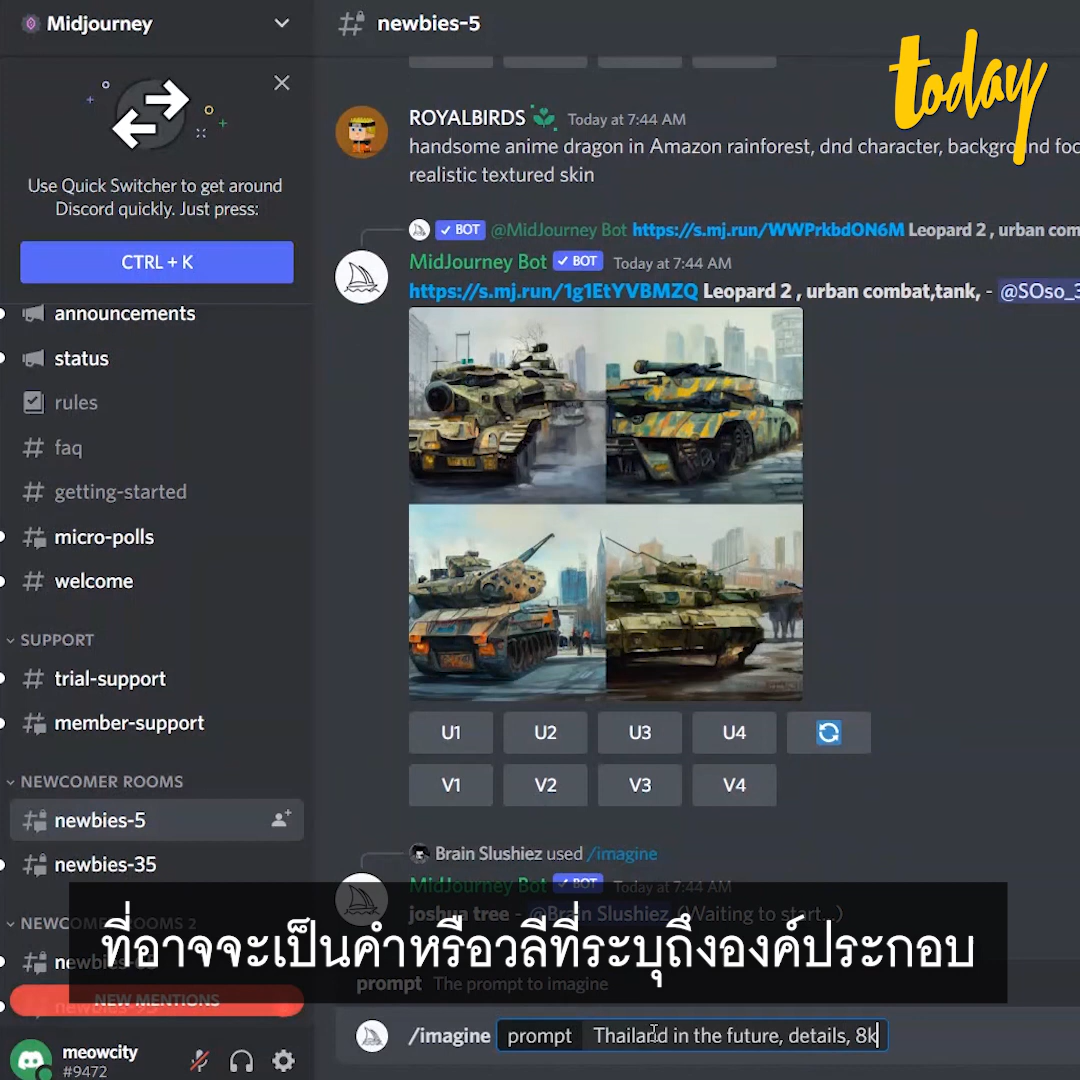 Midjourney
newbies-5
today
Use Quick Switcher to get around
Discord quickly. Just press:
CTRL + K
announcements
status
rules
faq
getting-started
micro-polls
welcome
SUPPORT
trial-support
member-support
NEWCOMER ROOMS
newbies-5
newbies-35
NEWCOMER ROOMS 2
NEW MENTIONS
meowcity
#9472
ROYALBIRDS Today at 7:44 AM
handsome anime dragon in Amazon rainforest, dnd character, background foc
realistic textured skin
BOT @MidJourney Bot https://s.mj.run/WWPrkbdON6M Leopard 2 , urban com
MidJourney Bot BOT Today at 7:44 AM
https://s.mj.run/1g1EtYVBMZQ Leopard 2 , urban combat,tank, - @SOso_3
U1 U2 U3 U4
V1 V2 V3 V4
Brain Slushiez used /imagine
MidJourney Bot BOT Today at 7:44 AM
joshua tree - @Brain Slushiez (Waiting to start...)
ที่อาจจะเป็นคำหรือวลีที่ระบุถึงองค์ประกอบ
prompt The prompt to imagine
/imagine prompt Thailand in the future, details, 8k